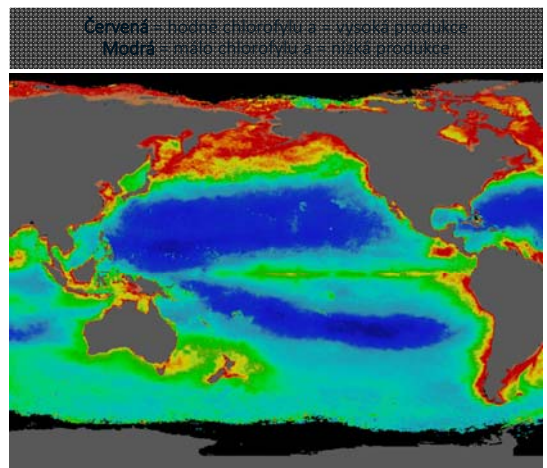 Červená = hodně chlorofylu a = vysoká produkce
Modrá = málo chlorofylu a = nízká produkce